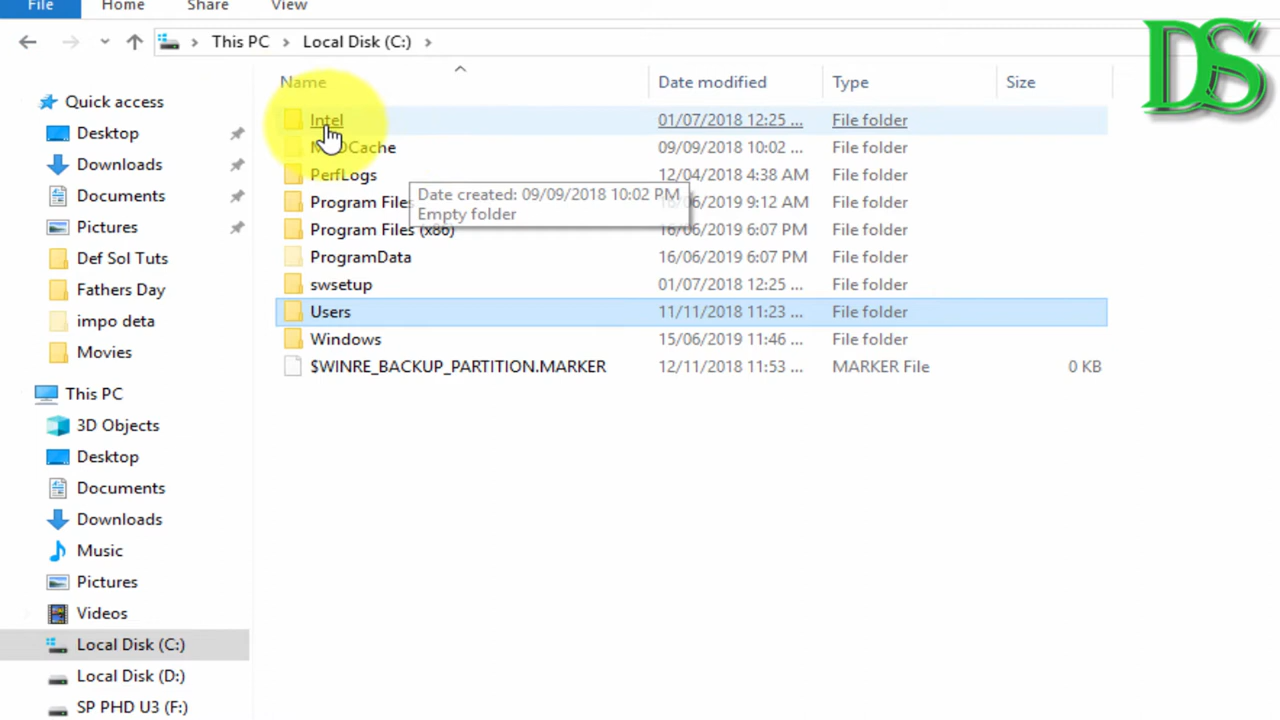 File Home Share View
This PC Local Disk (C:)
DS
Name Date modified Type Size
Quick access
Desktop
Downloads
Documents
Pictures
Def Sol Tuts
Fathers Day
impo deta
Movies
This PC
3D Objects
Desktop
Documents
Downloads
Music
Pictures
Videos
Local Disk (C:)
Local Disk (D:)
SP PHD U3 (F:)
Intel 01/07/2018 12:25 ... File folder
09/09/2018 10:02 ... File folder
PerfLogs 12/04/2018 4:38 AM File folder
Date created: 09/09/2018 10:02 PM
Empty folder
Program Files 9:12 AM File folder
Program Files (x86) 16/06/2019 6:07 PM File folder
ProgramData 16/06/2019 6:07 PM File folder
swsetup 01/07/2018 12:25 ... File folder
Users 11/11/2018 11:23 ... File folder
Windows 15/06/2019 11:46 ... File folder
$WINRE_BACKUP_PARTITION.MARKER 12/11/2018 11:53 ... MARKER File 0 KB